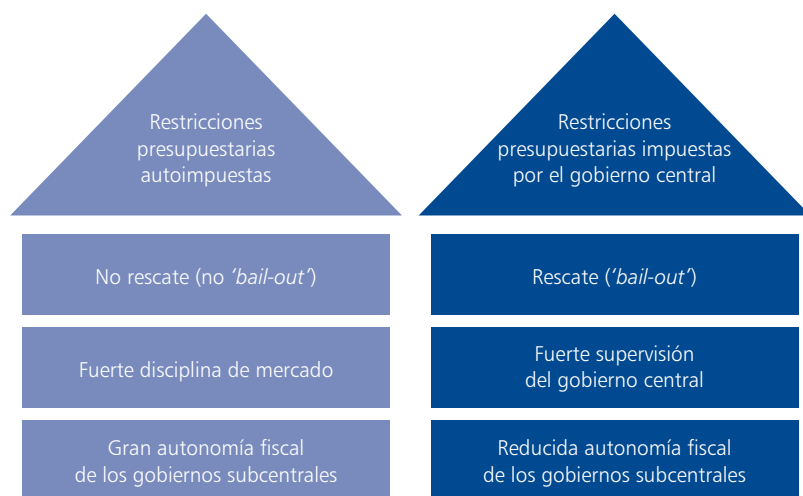 Restricciones
presupuestarias
autoimpuestas
No rescate (no ‘bail-out’)
Fuerte disciplina de mercado
Gran autonomía fiscal
de los gobiernos subcentrales
Restricciones
presupuestarias impuestas
por el gobierno central
Rescate (‘bail-out’)
Fuerte supervisión
del gobierno central
Reducida autonomía fiscal
de los gobiernos subcentrales